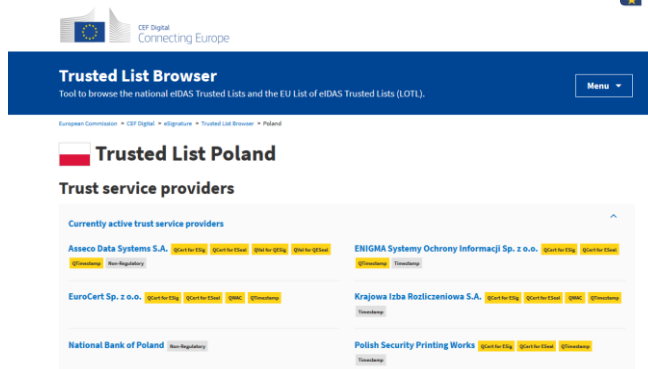 CEF Digital
Connecting Europe
Trusted List Browser
Tool to browse the national eIDAS Trusted Lists and the EU List of eIDAS Trusted Lists (LOTL).
Menu
European Commission > CEF Digital > eSignature > Trusted List Browser > Poland
Trusted List Poland
Trust service providers
Currently active trust service providers
Asseco Data Systems S.A. QCert for ESig QCert for ESeal QVal for QESig QVal for QESeal
QTimestamp Non-Regulatory
ENIGMA Systemy Ochrony Informacji Sp. z o.o. QCert for ESig QCert for ESeal
QTimestamp Timestamp
EuroCert Sp. z o.o. QCert for ESig QCert for ESeal QWAC QTimestamp
Krajowa Izba Rozliczeniowa S.A. QCert for ESig QCert for ESeal QWAC QTimestamp
Timestamp
National Bank of Poland Non-Regulatory
Polish Security Printing Works QCert for ESig QCert for ESeal QTimestamp
Timestamp